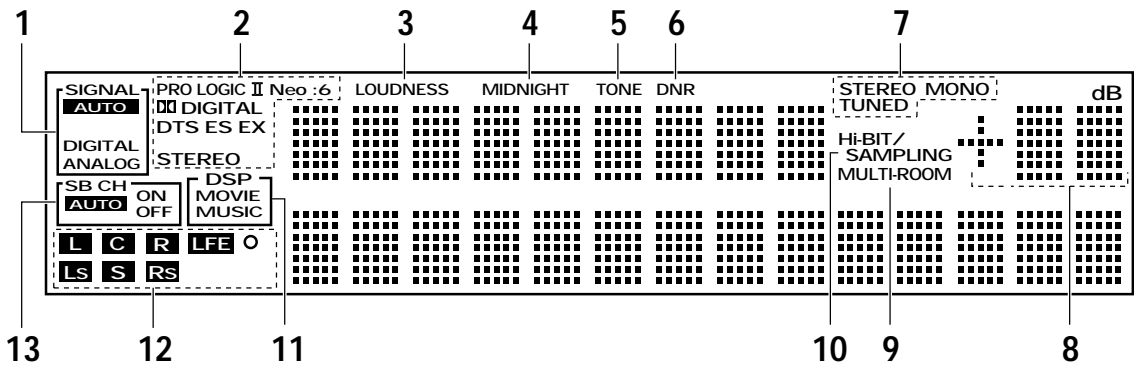 1 2 3 4 5 6 7
SIGNAL PRO LOGIC II Neo :6 LOUDNESS MIDNIGHT TONE DNR STEREO MONO dB
AUTO DIGITAL TUNED
DTS ES EX
DIGITAL Hi-BIT/
ANALOG STEREO SAMPLING
SB CH DSP MULTI-ROOM
AUTO ON MOVIE
OFF MUSIC
L C R LFE
Ls S Rs
13 12 11 10 9 8